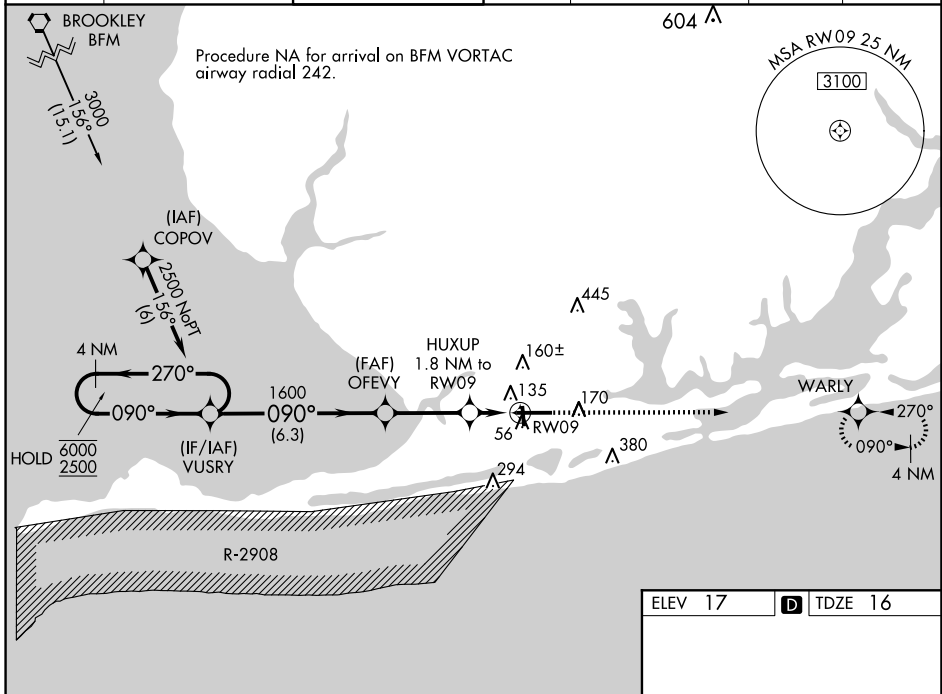 BROOKLEY
BFM
Procedure NA for arrival on BFM VORTAC
airway radial 242.
604
MSA RW09 25 NM
3100
3000
156°
(15.1)
(IAF)
COPOV
2500 NoPT
156°
(6)
445
4 NM
270°
(FAF)
OFEVY
HUXUP
1.8 NM to
RW09
160±
135
170
WARLY
1600
090°
090°
(6.3)
56
RW09
270°
090°
4 NM
HOLD
6000
2500
(IF/IAF)
VUSRY
380
294
R-2908
ELEV 17
D
TDZE 16